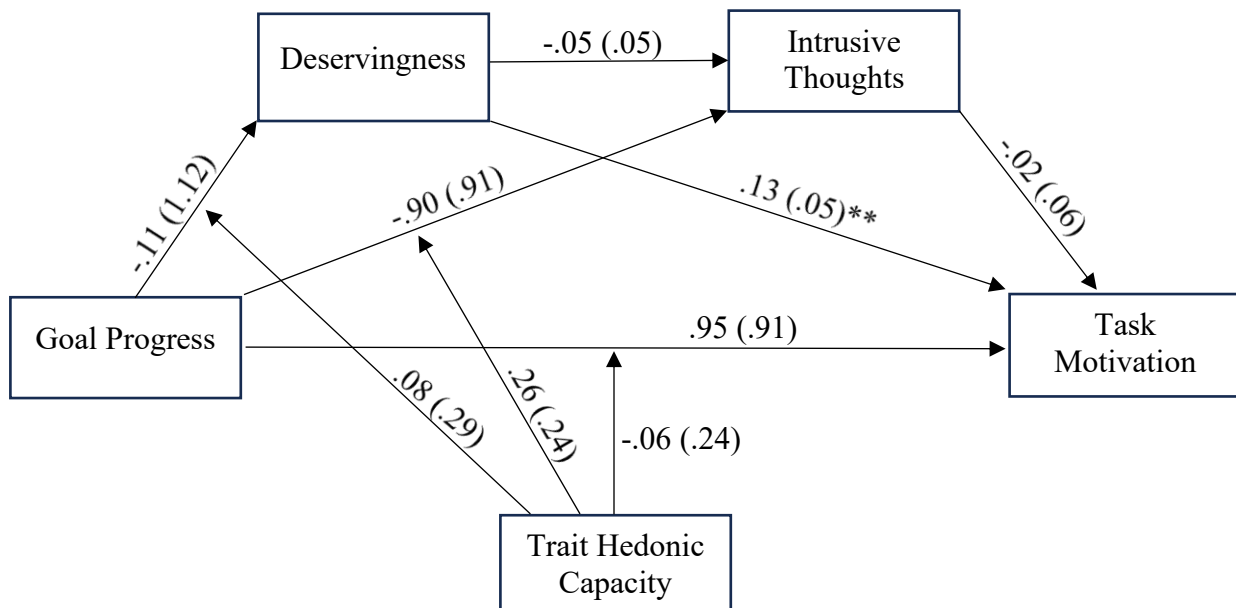 Deservingness
-.05 (.05)
Intrusive
Thoughts
-.11 (1.12)
-.90 (.91)
.13 (.05)**
-.02 (.06)
Goal Progress
.95 (.91)
Task
Motivation
.08 (.29)
.26 (.24)
-.06 (.24)
Trait Hedonic
Capacity